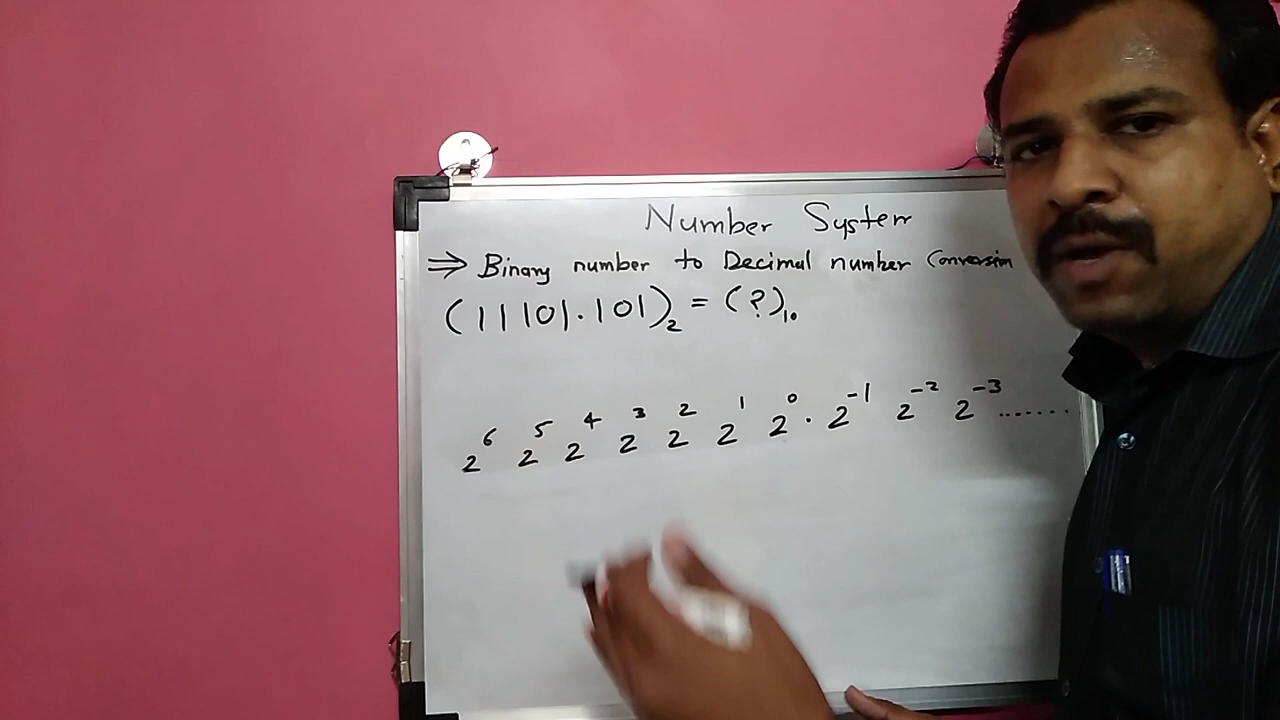 Number System
⇒ Binary number to Decimal number Conversion
(11101.101)₂ = (?)₁₀.
2⁶ 2⁵ 2⁴ 2³ 2² 2¹ 2⁰ . 2⁻¹ 2⁻² 2⁻³ .......